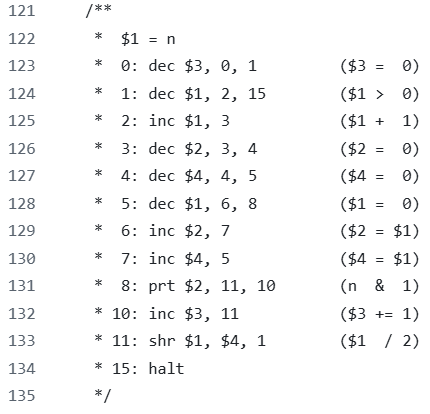 121 /**
122 * $1 = n
123 * 0: dec $3, 0, 1 ($3 = 0)
124 * 1: dec $1, 2, 15 ($1 > 0)
125 * 2: inc $1, 3 ($1 + 1)
126 * 3: dec $2, 3, 4 ($2 = 0)
127 * 4: dec $4, 4, 5 ($4 = 0)
128 * 5: dec $1, 6, 8 ($1 = 0)
129 * 6: inc $2, 7 ($2 = $1)
130 * 7: inc $4, 5 ($4 = $1)
131 * 8: prt $2, 11, 10 (n & 1)
132 * 10: inc $3, 11 ($3 += 1)
133 * 11: shr $1, $4, 1 ($1 / 2)
134 * 15: halt
135 */